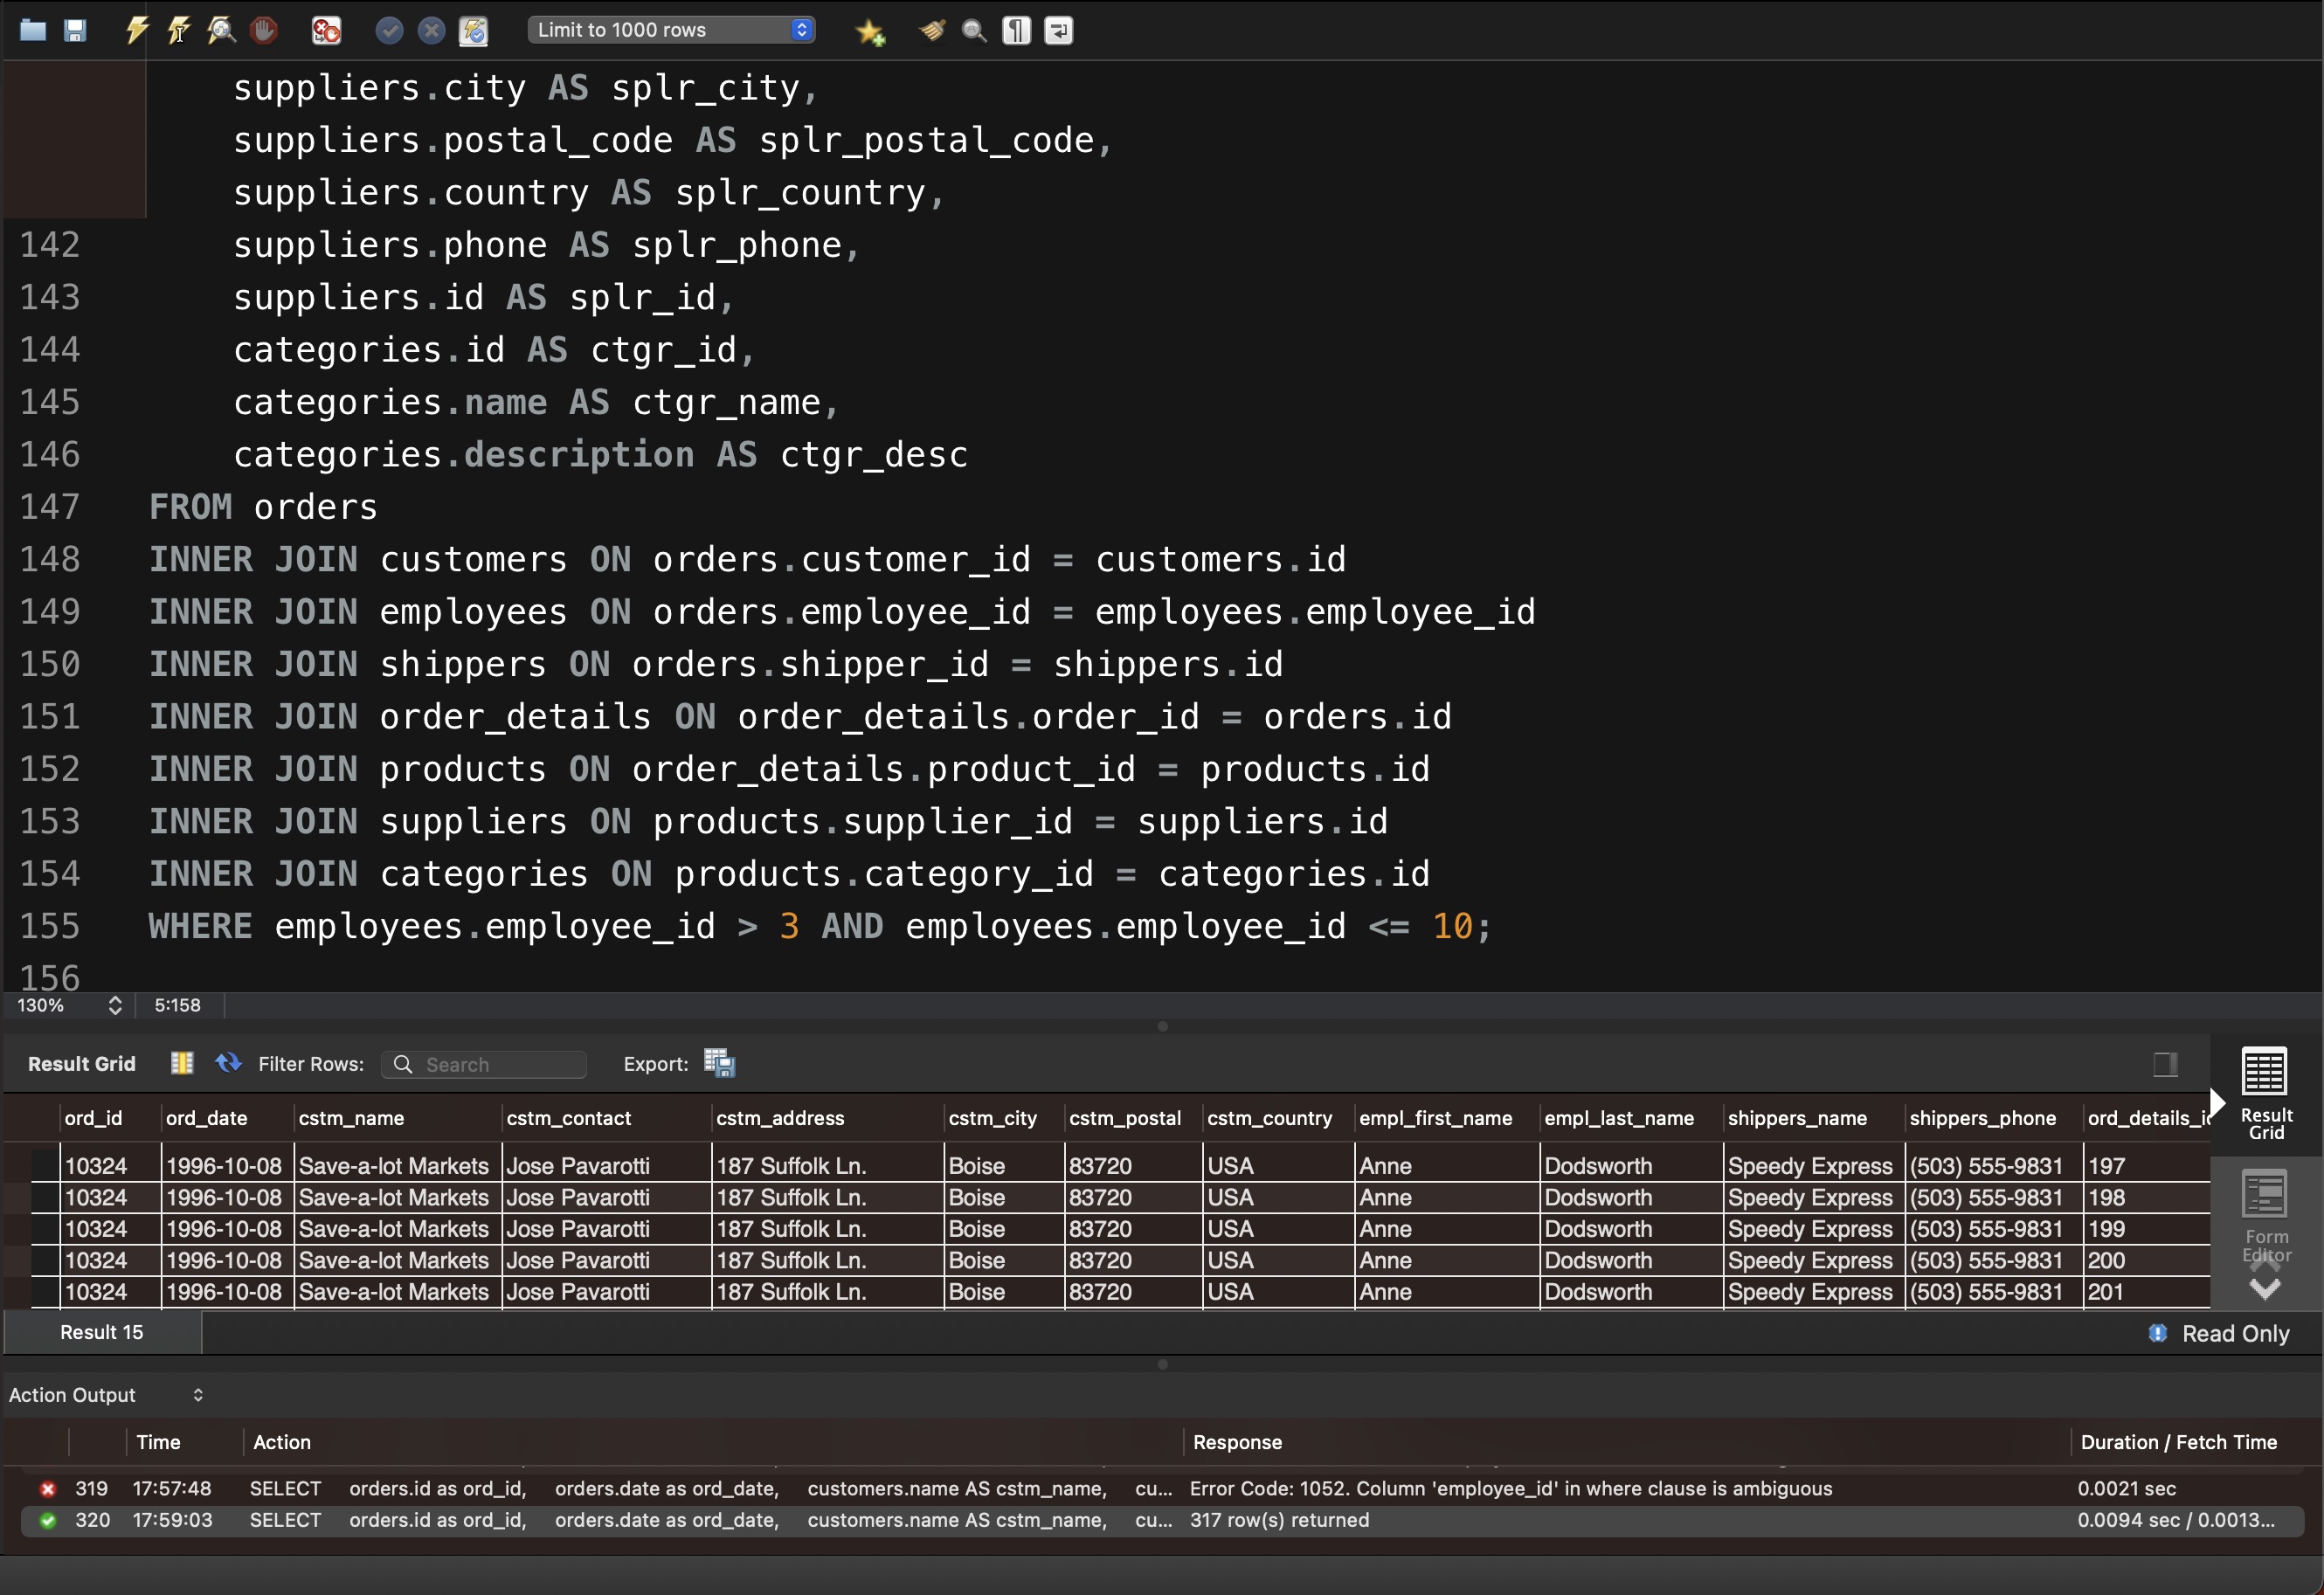 Limit to 1000 rows
suppliers.city AS splr_city,
suppliers.postal_code AS splr_postal_code,
suppliers.country AS splr_country,
142 suppliers.phone AS splr_phone,
143 suppliers.id AS splr_id,
144 categories.id AS ctgr_id,
145 categories.name AS ctgr_name,
146 categories.description AS ctgr_desc
147 FROM orders
148 INNER JOIN customers ON orders.customer_id = customers.id
149 INNER JOIN employees ON orders.employee_id = employees.employee_id
150 INNER JOIN shippers ON orders.shipper_id = shippers.id
151 INNER JOIN order_details ON order_details.order_id = orders.id
152 INNER JOIN products ON order_details.product_id = products.id
153 INNER JOIN suppliers ON products.supplier_id = suppliers.id
154 INNER JOIN categories ON products.category_id = categories.id
155 WHERE employees.employee_id > 3 AND employees.employee_id <= 10;
156
130% 5:158
Result Grid Filter Rows: Search Export:
ord_id ord_date cstm_name cstm_contact cstm_address cstm_city cstm_postal cstm_country empl_first_name empl_last_name shippers_name shippers_phone
10324 1996-10-08 Save-a-lot Markets Jose Pavarotti 187 Suffolk Ln. Boise 83720 USA Anne Dodsworth Speedy Express (503) 555-9831 197
10324 1996-10-08 Save-a-lot Markets Jose Pavarotti 187 Suffolk Ln. Boise 83720 USA Anne Dodsworth Speedy Express (503) 555-9831 198
10324 1996-10-08 Save-a-lot Markets Jose Pavarotti 187 Suffolk Ln. Boise 83720 USA Anne Dodsworth Speedy Express (503) 555-9831 199
10324 1996-10-08 Save-a-lot Markets Jose Pavarotti 187 Suffolk Ln. Boise 83720 USA Anne Dodsworth Speedy Express (503) 555-9831 200
10324 1996-10-08 Save-a-lot Markets Jose Pavarotti 187 Suffolk Ln. Boise 83720 USA Anne Dodsworth Speedy Express (503) 555-9831 201
Result
Grid
Form
Editor
Result 15 Read Only
Action Output
Time Action Response Duration / Fetch Time
319 17:57:48 SELECT orders.id as ord_id, orders.date as ord_date, customers.name AS cstm_name, cu... Error Code: 1052. Column 'employee_id' in where clause is ambiguous 0.0021 sec
320 17:59:03 SELECT orders.id as ord_id, orders.date as ord_date, customers.name AS cstm_name, cu... 317 row(s) returned 0.0094 sec / 0.0013...